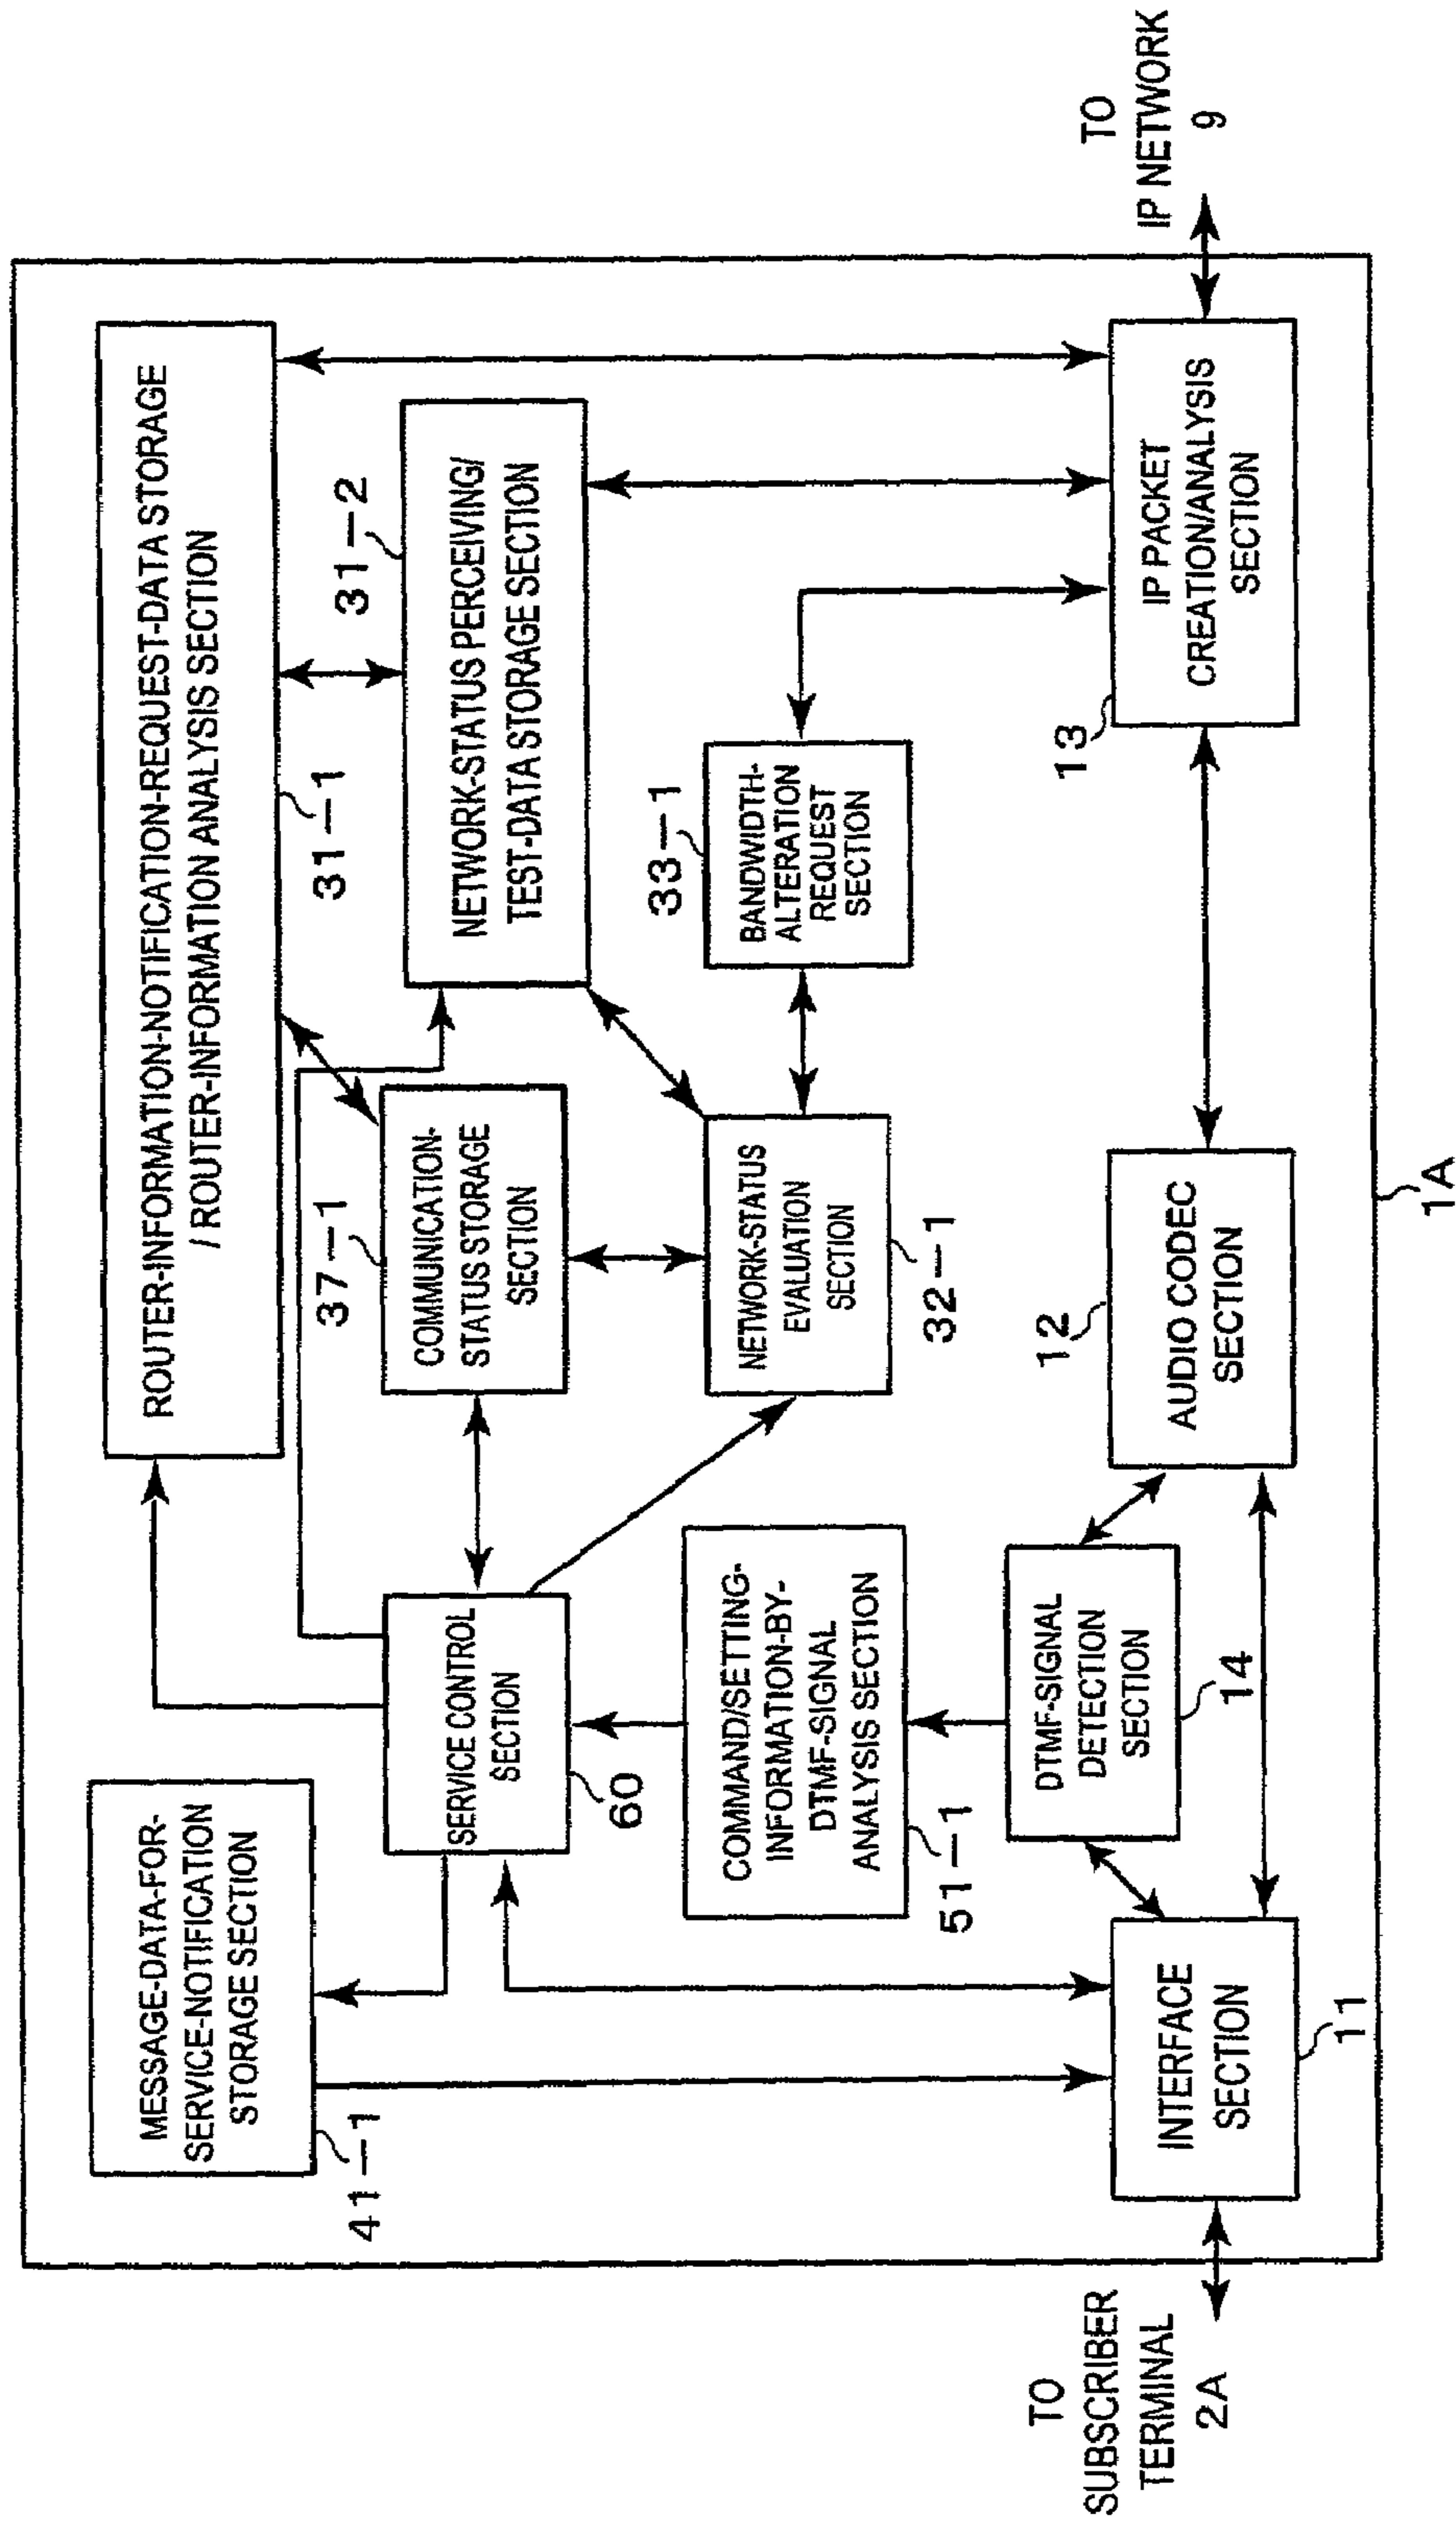 ROUTER-INFORMATION-NOTIFICATION-REQUEST-DATA STORAGE
/ ROUTER-INFORMATION ANALYSIS SECTION
31-1
MESSAGE-DATA-FOR-
SERVICE-NOTIFICATION
STORAGE SECTION
41-1
NETWORK-STATUS PERCEIVING/
TEST-DATA STORAGE SECTION
31-2
COMMUNICATION-
STATUS STORAGE
SECTION
37-1
SERVICE CONTROL
SECTION
60
COMMAND/SETTING-
INFORMATION-BY-
DTMF-SIGNAL
ANALYSIS SECTION
51-1
NETWORK-STATUS
EVALUATION
SECTION
32-1
BANDWIDTH-
ALTERATION
REQUEST
SECTION
33-1
DTMF-SIGNAL
DETECTION
SECTION
14
TO
SUBSCRIBER
TERMINAL
2A
INTERFACE
SECTION
11
AUDIO CODEC
SECTION
12
IP PACKET
CREATION/ANALYSIS
SECTION
13
TO
IP NETWORK
9
1A